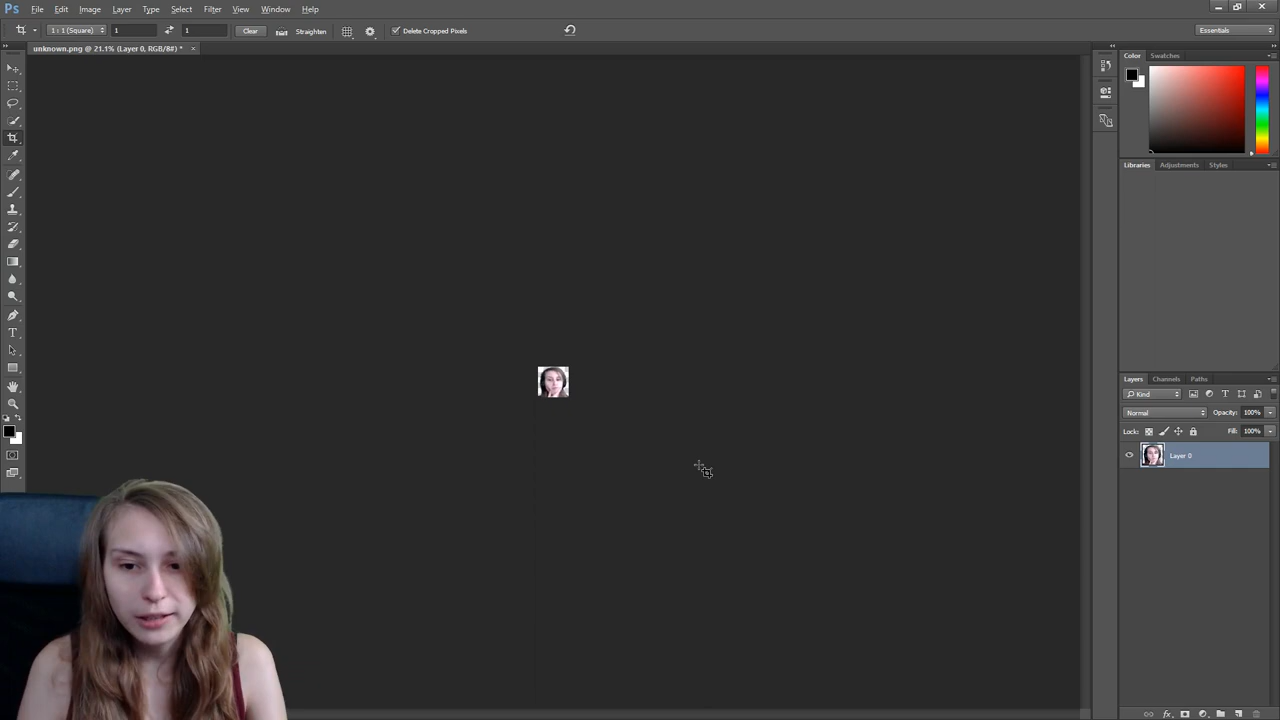 Ps File Edit Image Layer Type Select Filter View Window Help
1 : 1 (Square) 1 1 Clear Straighten Delete Cropped Pixels Essentials
unknown.png @ 21.1% (Layer 0, RGB/8#) * ×
Color Swatches
Libraries Adjustments Styles
Layers Channels Paths
Kind
Normal Opacity: 100%
Lock: Fill: 100%
Layer 0